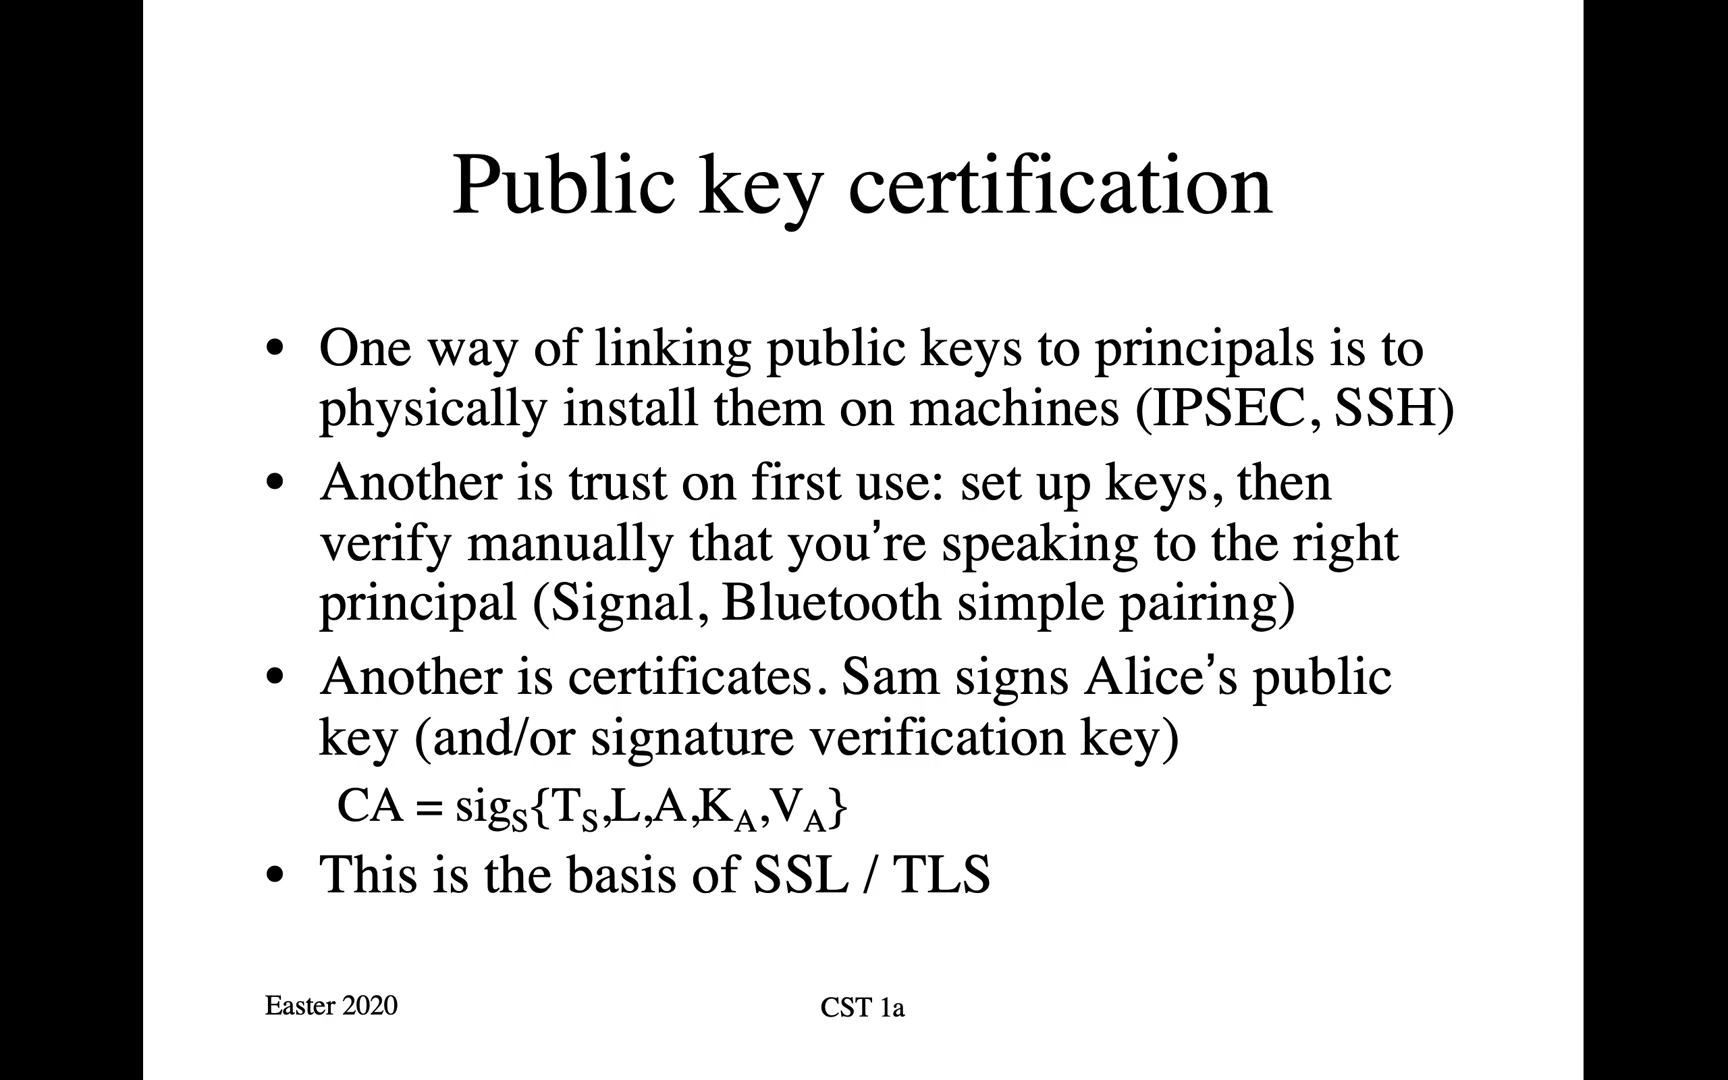 Public key certification
• One way of linking public keys to principals is to
physically install them on machines (IPSEC, SSH)
• Another is trust on first use: set up keys, then
verify manually that you’re speaking to the right
principal (Signal, Bluetooth simple pairing)
• Another is certificates. Sam signs Alice’s public
key (and/or signature verification key)
CA = sigS{TS,L,A,KA,VA}
• This is the basis of SSL / TLS
Easter 2020
CST 1a